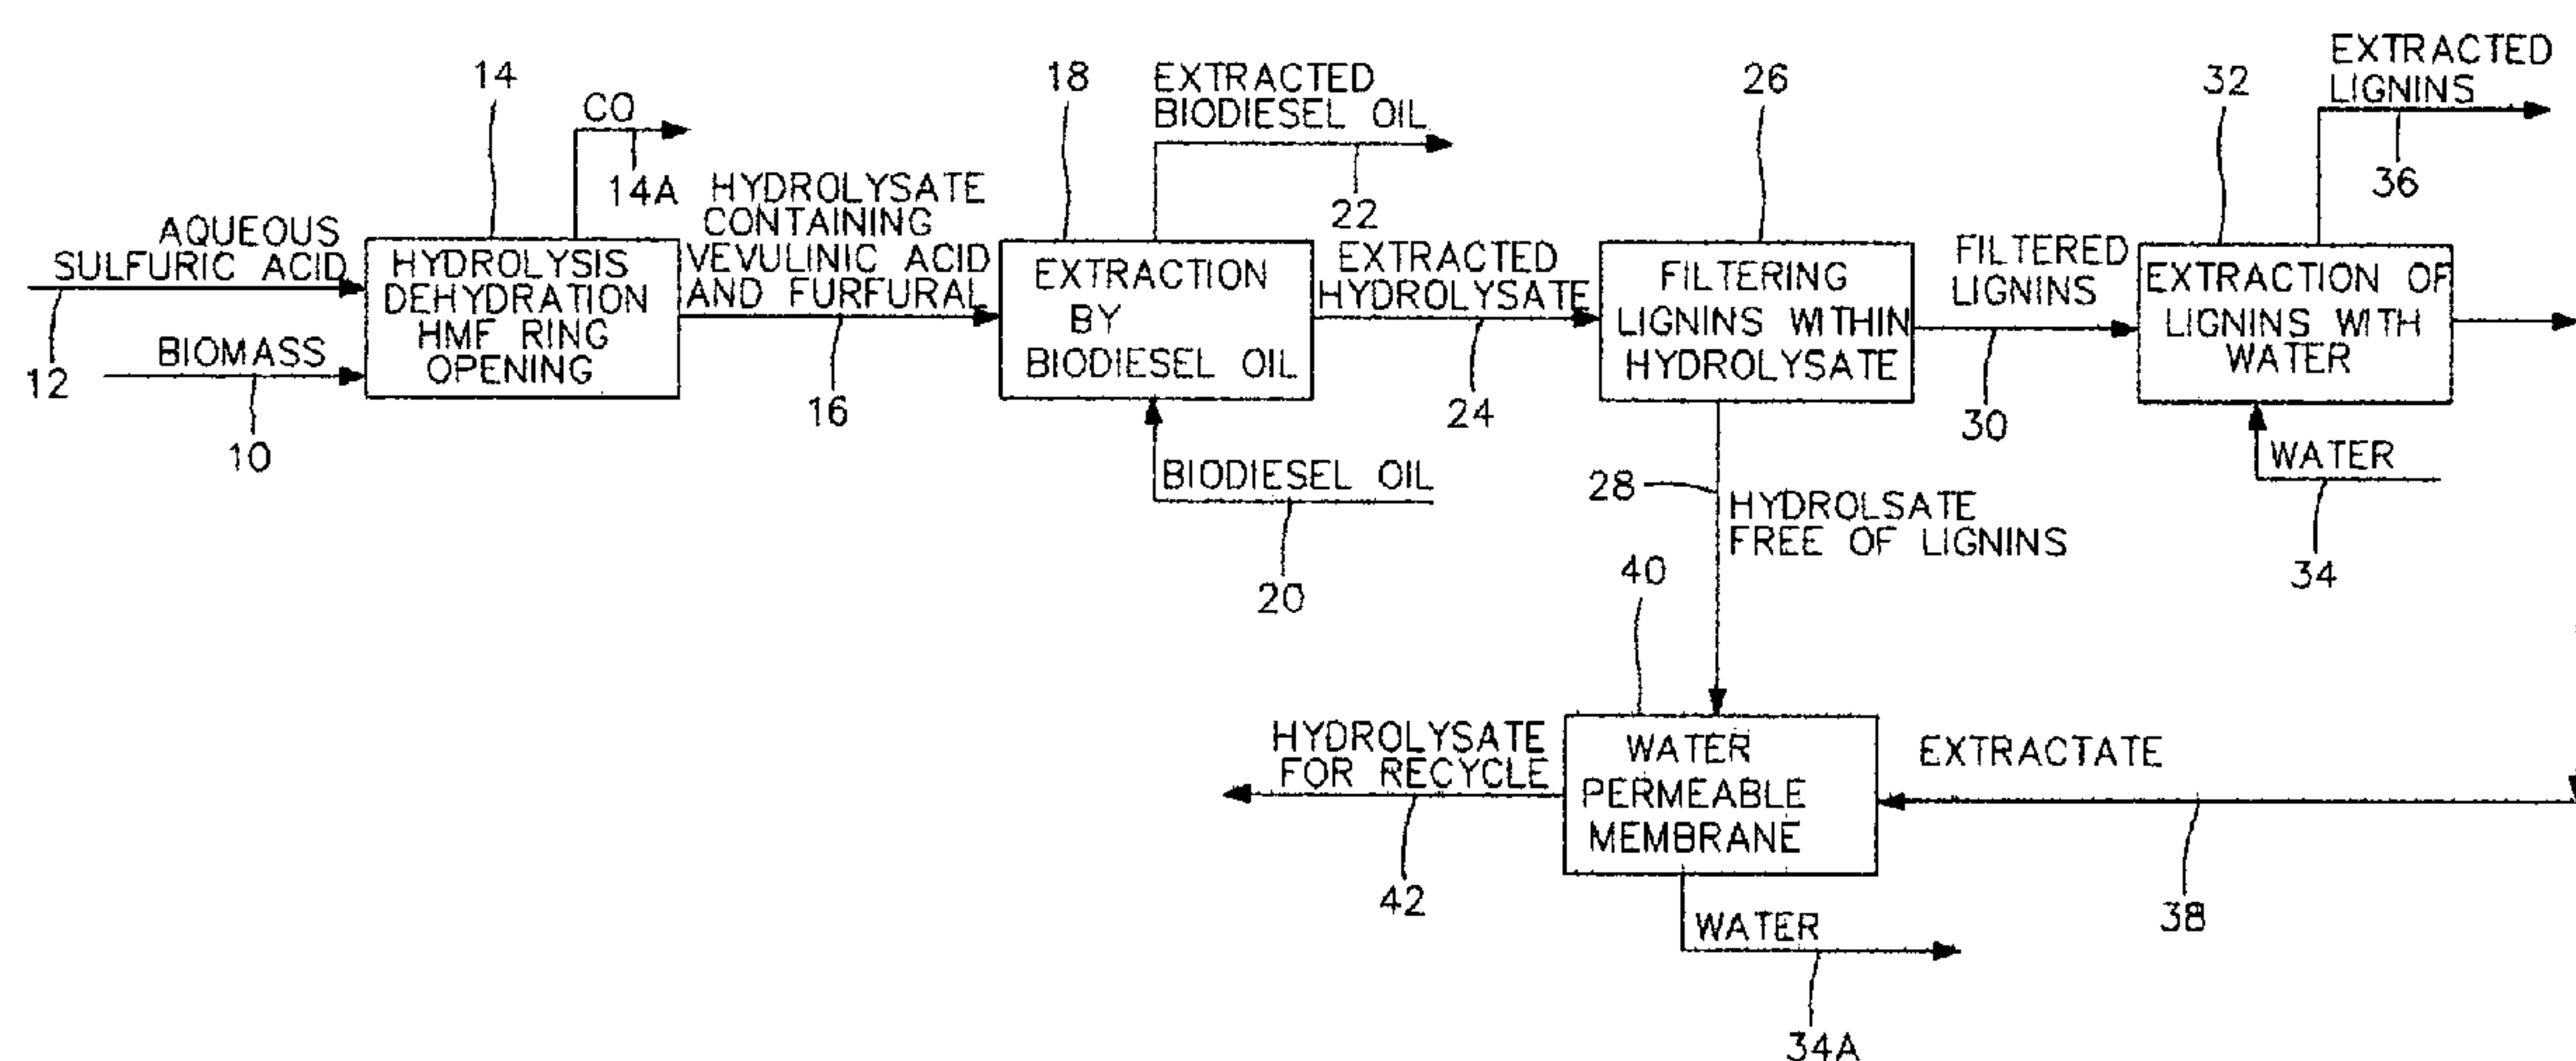 14
CO
14A
AQUEOUS
SULFURIC ACID
12
BIOMASS
10
HYDROLYSIS
DEHYDRATION
HMF RING
OPENING
HYDROLYSATE
CONTAINING
VEVULINIC ACID
AND FURFURAL
16
18
EXTRACTED
BIODIESEL OIL
22
EXTRACTION
BY
BIODIESEL OIL
BIODIESEL OIL
20
EXTRACTED
HYDROLYSATE
24
26
FILTERING
LIGNINS WITHIN
HYDROLYSATE
FILTERED
LIGNINS
30
32
EXTRACTED
LIGNINS
36
EXTRACTION OF
LIGNINS WITH
WATER
WATER
34
28
HYDROLSATE
FREE OF LIGNINS
40
HYDROLYSATE
FOR RECYCLE
42
WATER
PERMEABLE
MEMBRANE
EXTRACTATE
38
WATER
34A